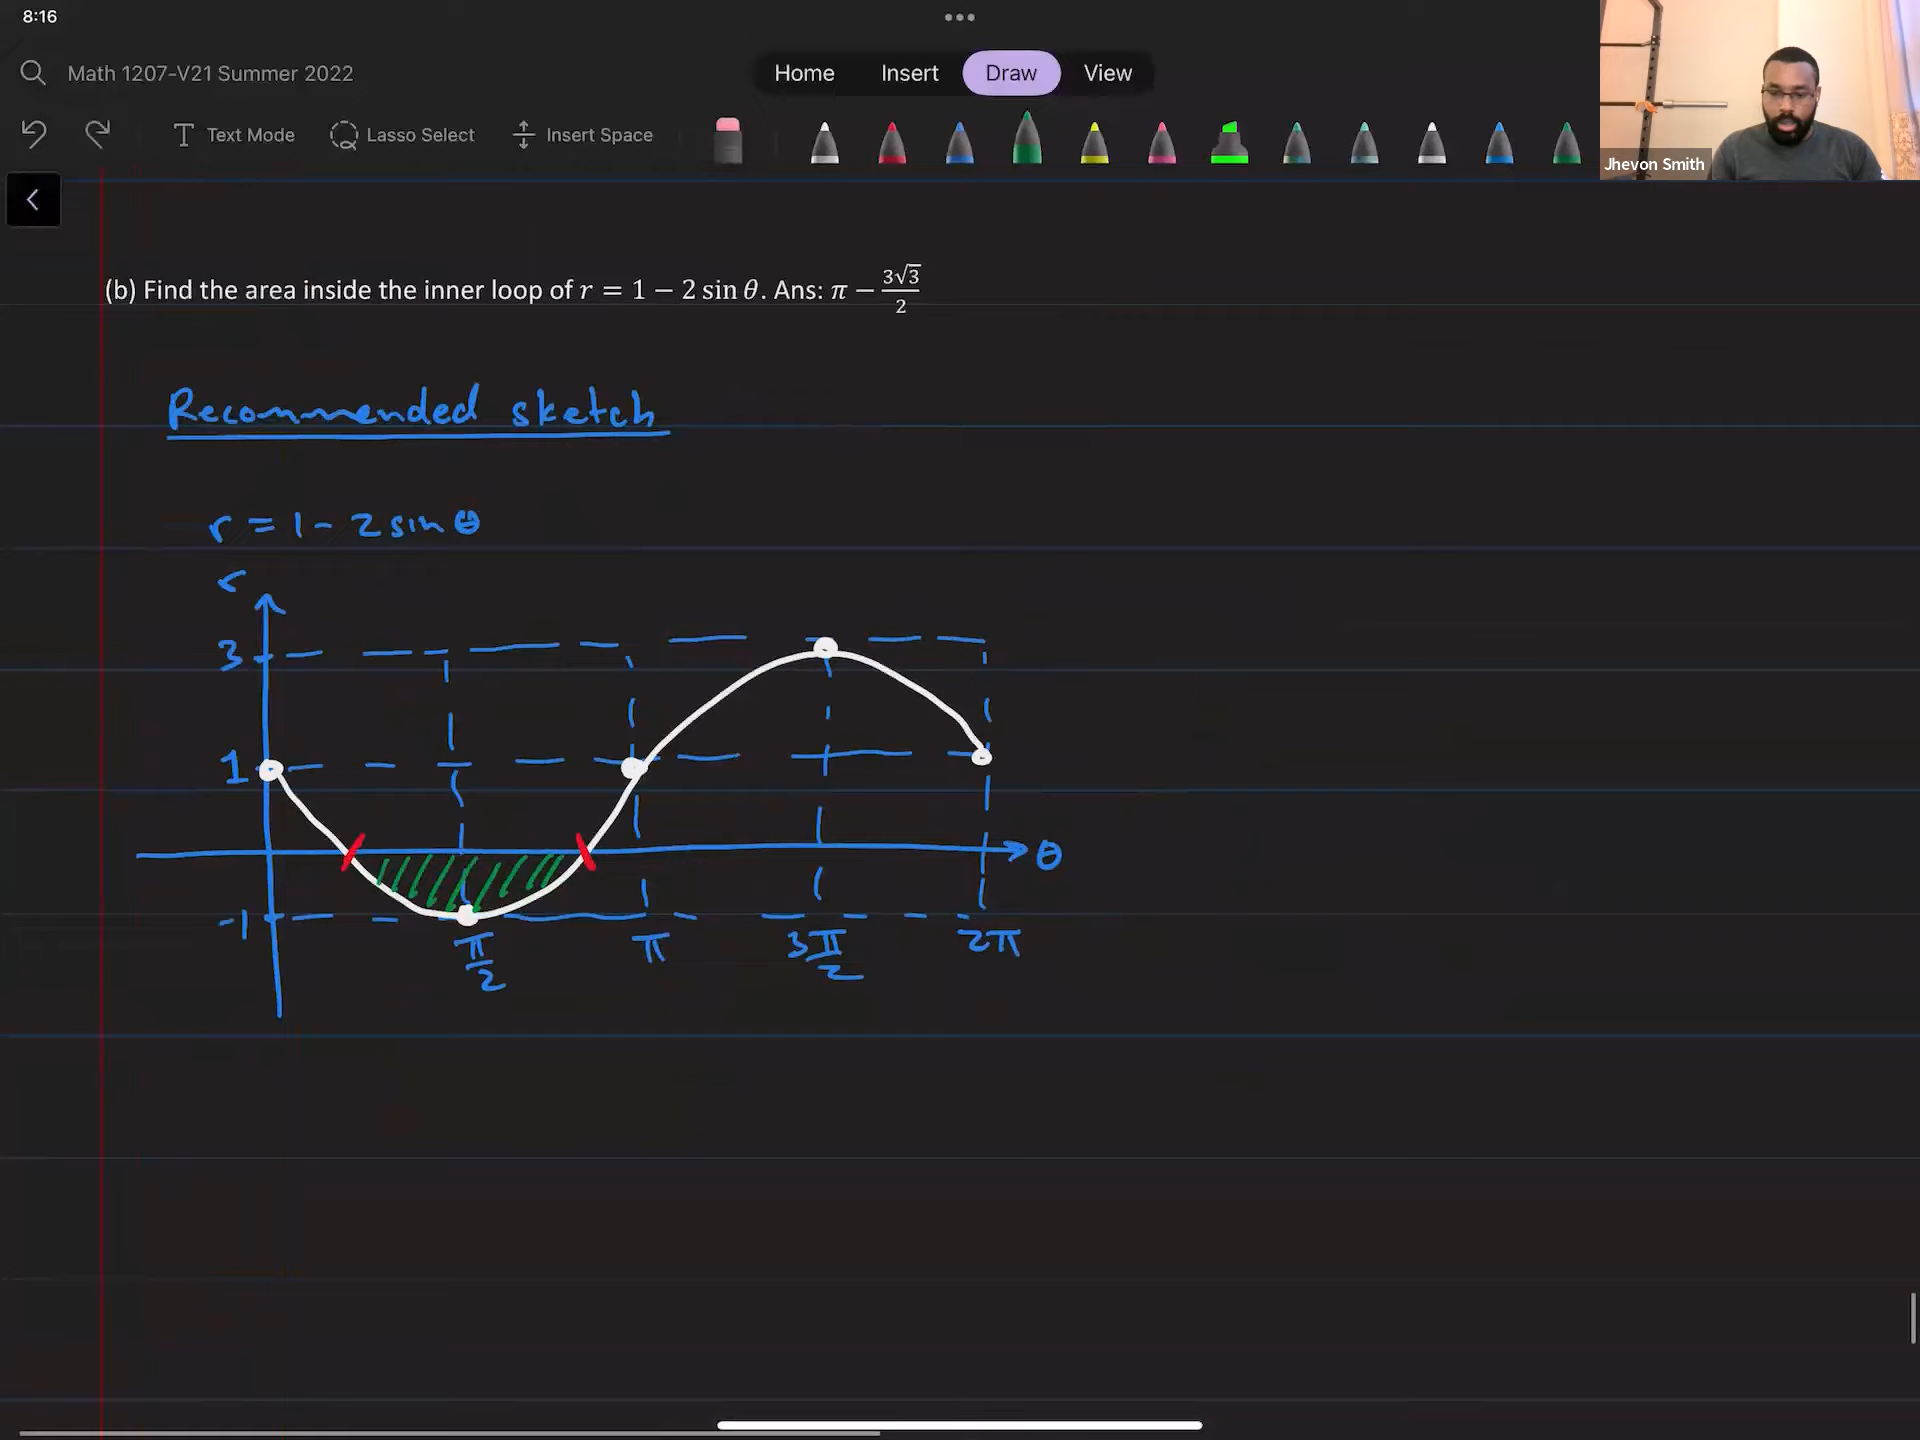 8:16
Math 1207-V21 Summer 2022
Home Insert Draw View
Text Mode Lasso Select Insert Space
Jhevon Smith
(b) Find the area inside the inner loop of r = 1 − 2 sin θ. Ans: π − 3√3/2
Recommended sketch
r = 1 - 2 sin θ
r
3
1
θ
-1
π/2 π 3π/2 2π